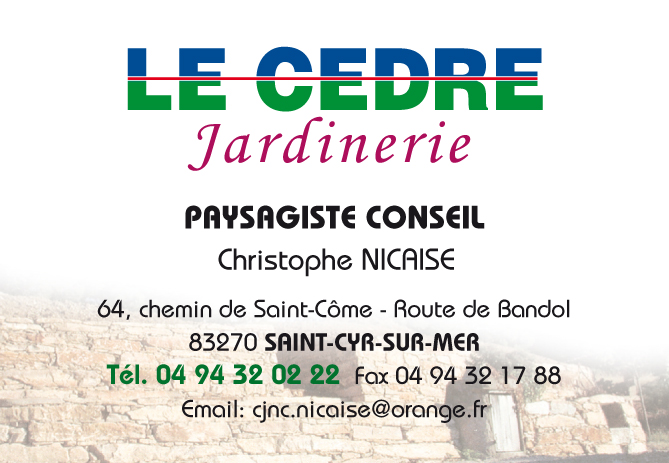 LE CEDRE
Jardinerie
PAYSAGISTE CONSEIL
Christophe NICAISE
64, chemin de Saint-Côme - Route de Bandol
83270 SAINT-CYR-SUR-MER
Tél. 04 94 32 02 22 Fax 04 94 32 17 88
Email: cjnc.nicaise@orange.fr